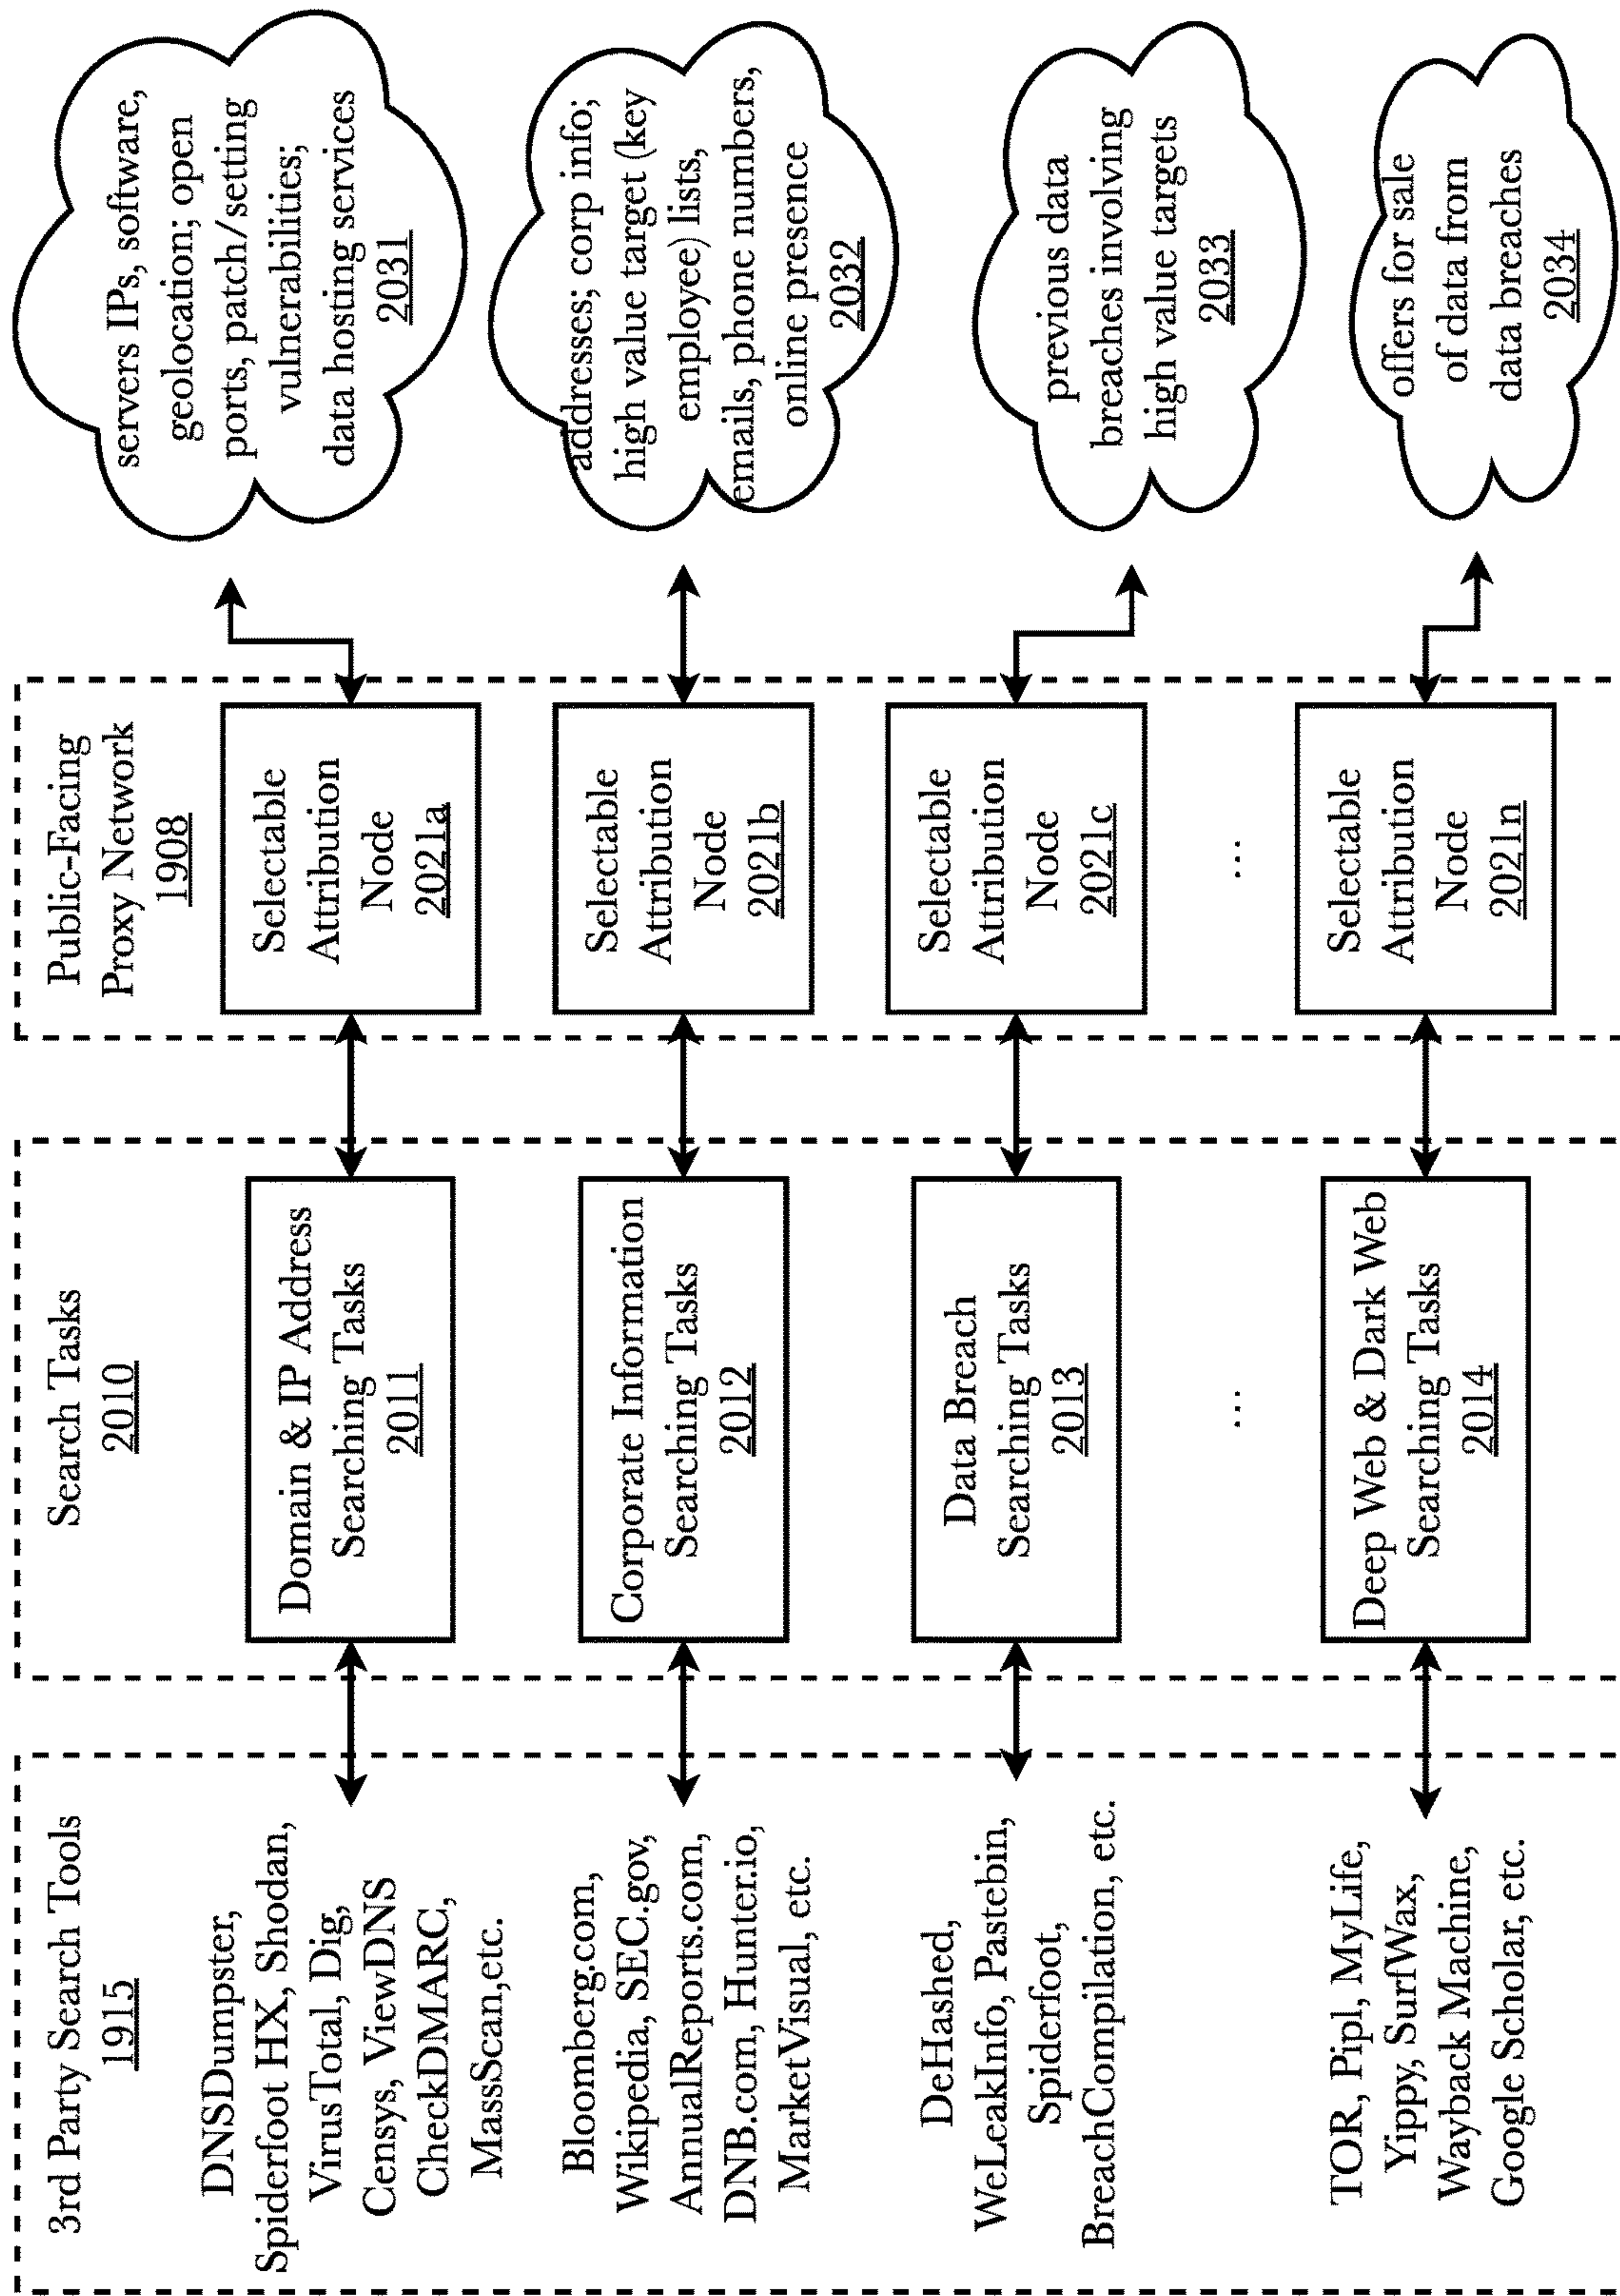 3rd Party Search Tools
1915
DNSDumpster,
Spiderfoot HX, Shodan,
VirusTotal, Dig,
Censys, ViewDNS
CheckDMARC,
MassScan,etc.
Bloomberg.com,
Wikipedia, SEC.gov,
AnnualReports.com,
DNB.com, Hunter.io,
MarketVisual, etc.
DeHashed,
WeLeakInfo, Pastebin,
Spiderfoot,
BreachCompilation, etc.
TOR, Pipl, MyLife,
Yippy, SurfWax,
Wayback Machine,
Google Scholar, etc.
Search Tasks
2010
Domain & IP Address
Searching Tasks
2011
Corporate Information
Searching Tasks
2012
Data Breach
Searching Tasks
2013
...
Deep Web & Dark Web
Searching Tasks
2014
Public-Facing
Proxy Network
1908
Selectable
Attribution
Node
2021a
Selectable
Attribution
Node
2021b
Selectable
Attribution
Node
2021c
...
Selectable
Attribution
Node
2021n
servers IPs, software,
geolocation; open
ports, patch/setting
vulnerabilities;
data hosting services
2031
addresses; corp info;
high value target (key
employee) lists,
emails, phone numbers,
online presence
2032
previous data
breaches involving
high value targets
2033
offers for sale
of data from
data breaches
2034